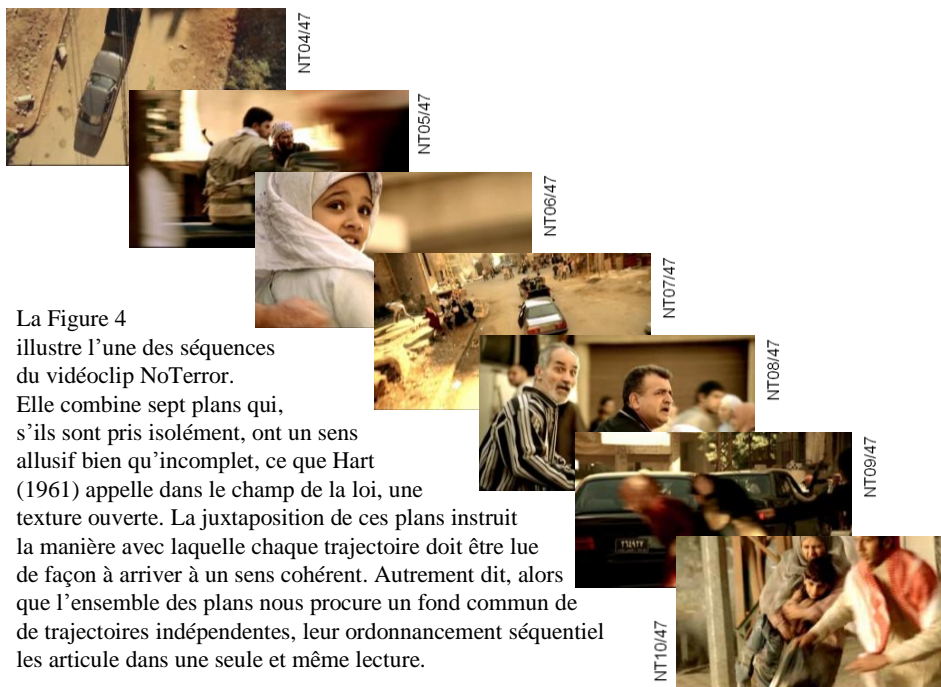 NT04/47
NT05/47
NT06/47
NT07/47
NT08/47
NT09/47
NT10/47
La Figure 4
illustre l’une des séquences
du vidéoclip NoTerror.
Elle combine sept plans qui,
s’ils sont pris isolément, ont un sens
allusif bien qu’incomplet, ce que Hart
(1961) appelle dans le champ de la loi, une
texture ouverte. La juxtaposition de ces plans instruit
la manière avec laquelle chaque trajectoire doit être lue
de façon à arriver à un sens cohérent. Autrement dit, alors
que l’ensemble des plans nous procure un fond commun de
de trajectoires indépendentes, leur ordonnancement séquentiel
les articule dans une seule et même lecture.